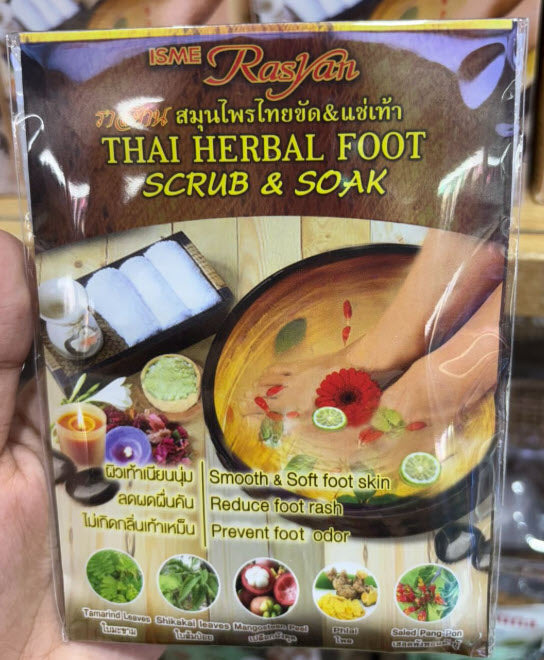 ISME Rasyan
ราสยาน สมุนไพรไทยขัด&แช่เท้า
THAI HERBAL FOOT
SCRUB & SOAK
ผิวเท้าเนียนนุ่ม Smooth & Soft foot skin
ลดผดผื่นคัน Reduce foot rash
ไม่เกิดกลิ่นเท้าเหม็น Prevent foot odor
Tamarind Leaves Shikakai leaves Mangosteen Peel Phlai Saled Pang Pon
ใบมะขาม ใบส้มป่อย เปลือกมังคุด ไพล